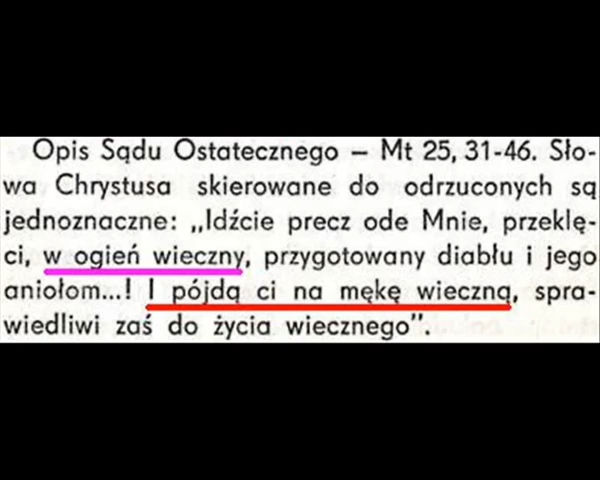 Opis Sądu Ostatecznego – Mt 25, 31-46. Sło-
wa Chrystusa skierowane do odrzuconych są
jednoznaczne: „Idźcie precz ode Mnie, przeklę-
ci, w ogień wieczny, przygotowany diabłu i jego
aniołom...! I pójdą ci na mękę wieczną, spra-
wiedliwi zaś do życia wiecznego”.